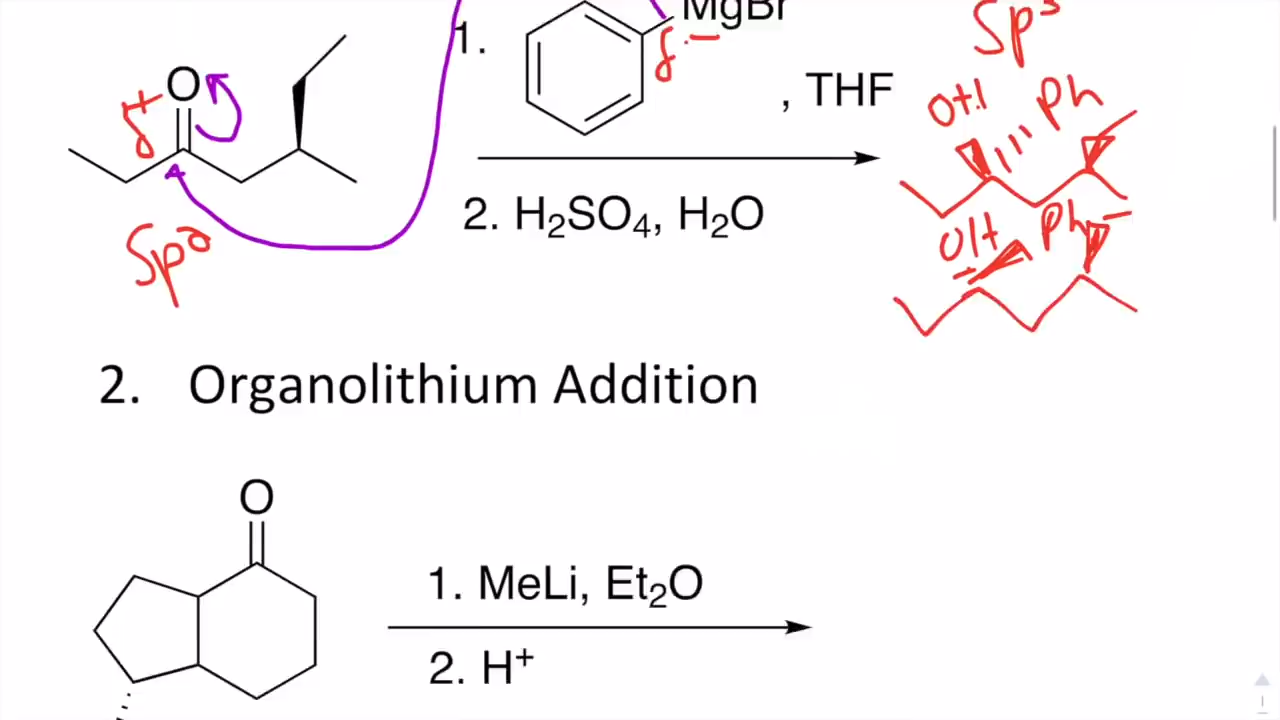 MgBr
Sp³
1.
O
δ+
δ-
, THF
OH
Ph
2. H₂SO₄, H₂O
Sp²
OH
Ph
2. Organolithium Addition
O
1. MeLi, Et₂O
2. H⁺